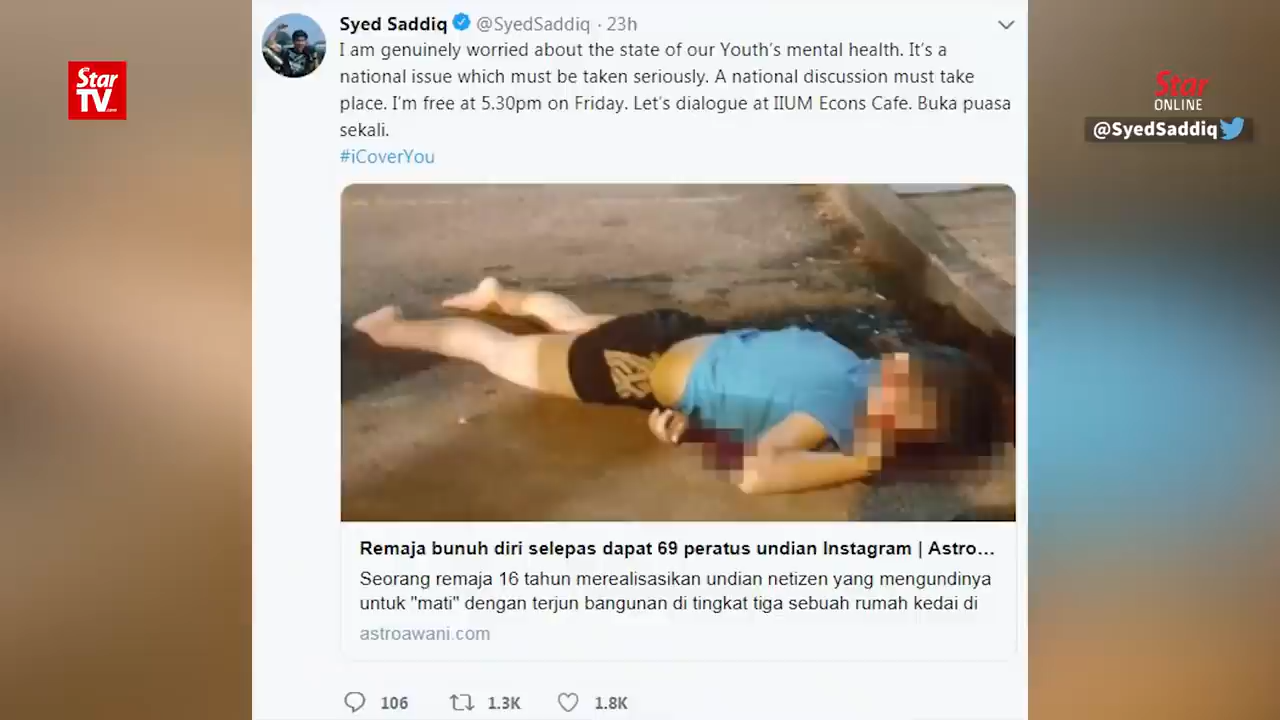 Star
TV.com
Syed Saddiq @SyedSaddiq · 23h
I am genuinely worried about the state of our Youth's mental health. It's a
national issue which must be taken seriously. A national discussion must take
place. I'm free at 5.30pm on Friday. Let's dialogue at IIUM Econs Cafe. Buka puasa
sekali.
#iCoverYou
Star
ONLINE
@SyedSaddiq
Remaja bunuh diri selepas dapat 69 peratus undian Instagram | Astro...
Seorang remaja 16 tahun merealisasikan undian netizen yang mengundinya
untuk "mati" dengan terjun bangunan di tingkat tiga sebuah rumah kedai di
astroawani.com
106 1.3K 1.8K